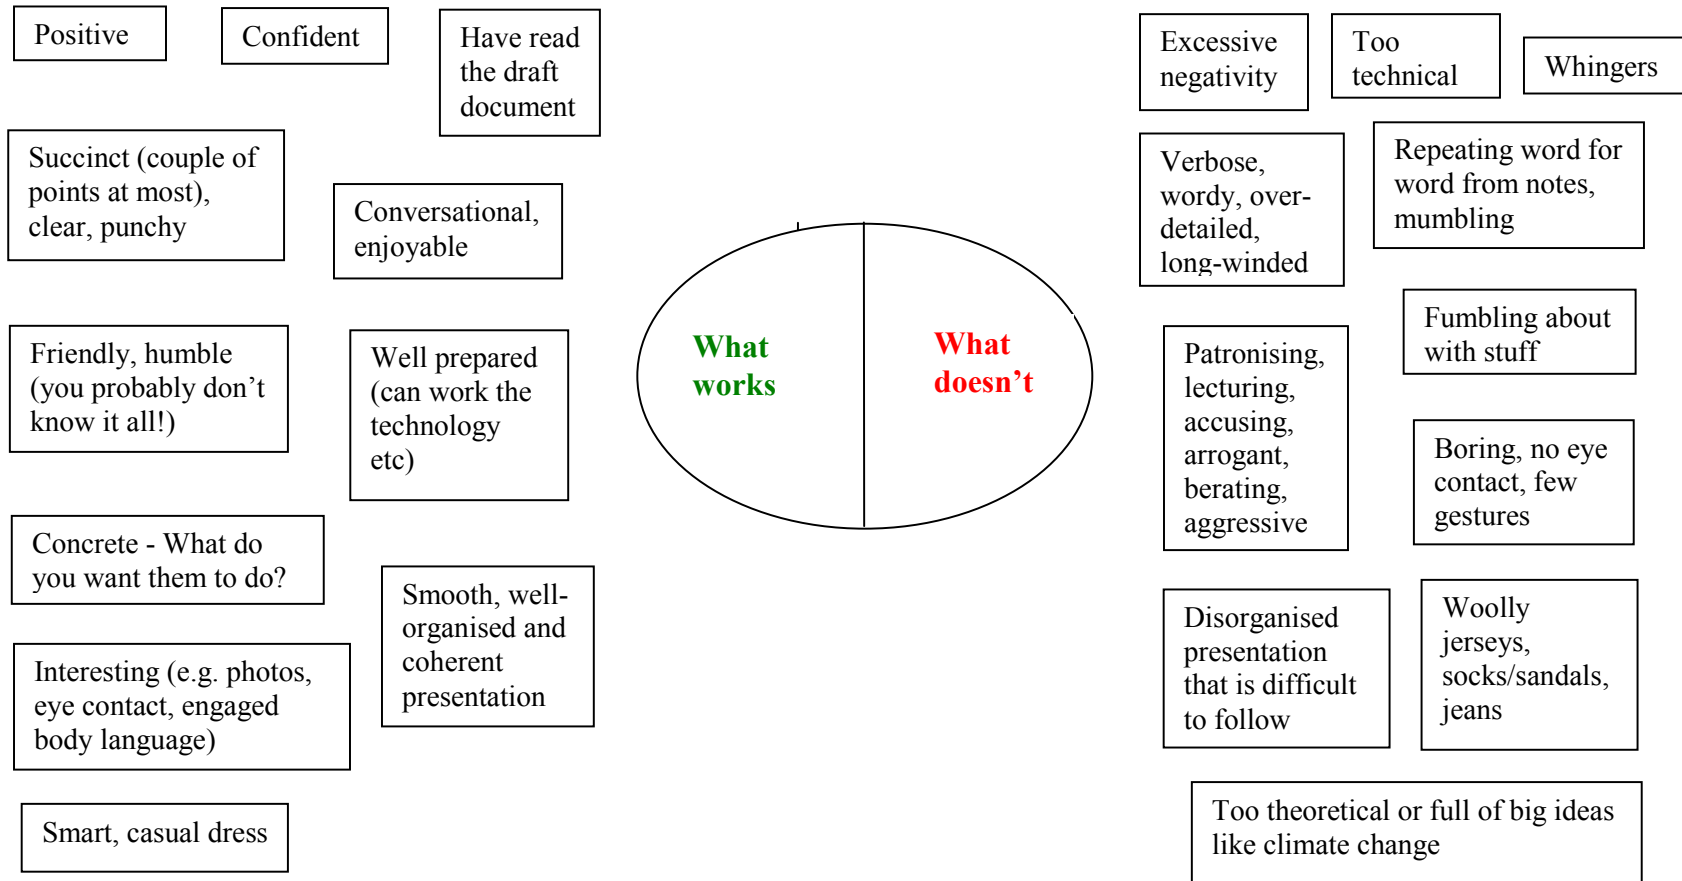 Positive
Confident
Have read
the draft
document
Succinct (couple of
points at most),
clear, punchy
Conversational,
enjoyable
Friendly, humble
(you probably don’t
know it all!)
Well prepared
(can work the
technology
etc)
Concrete - What do
you want them to do?
Smooth, well-
organised and
coherent
presentation
Interesting (e.g. photos,
eye contact, engaged
body language)
Smart, casual dress
What
works
What
doesn’t
Excessive
negativity
Too
technical
Whingers
Verbose,
wordy, over-
detailed,
long-winded
Repeating word for
word from notes,
mumbling
Fumbling about
with stuff
Patronising,
lecturing,
accusing,
arrogant,
berating,
aggressive
Boring, no eye
contact, few
gestures
Disorganised
presentation
that is difficult
to follow
Woolly
jerseys,
socks/sandals,
jeans
Too theoretical or full of big ideas
like climate change